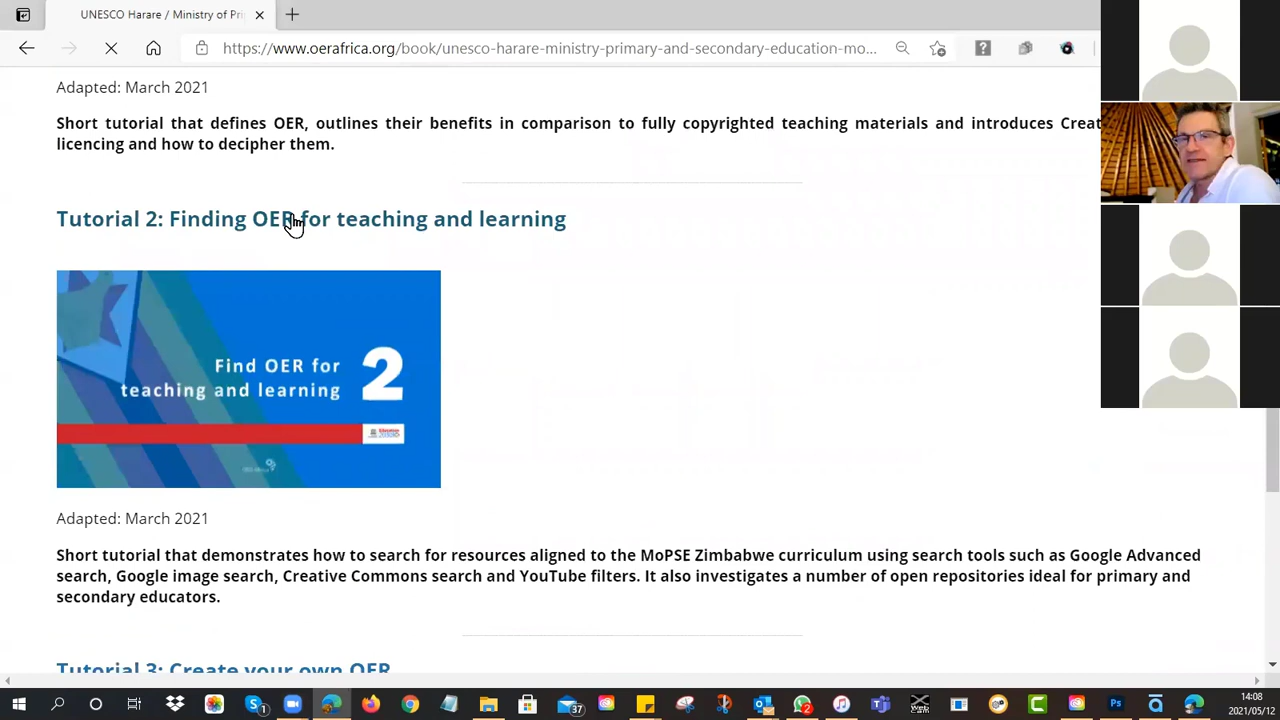 UNESCO Harare / Ministry of Pri
https://www.oerafrica.org/book/unesco-harare-ministry-primary-and-secondary-education-mo...
Adapted: March 2021
Short tutorial that defines OER, outlines their benefits in comparison to fully copyrighted teaching materials and introduces Creat
licencing and how to decipher them.
Tutorial 2: Finding OER for teaching and learning
Find OER for
teaching and learning
2
Adapted: March 2021
Short tutorial that demonstrates how to search for resources aligned to the MoPSE Zimbabwe curriculum using search tools such as Google Advanced
search, Google image search, Creative Commons search and YouTube filters. It also investigates a number of open repositories ideal for primary and
secondary educators.
Tutorial 3: Create your own OER
1
37
2
14:08
2021/05/12